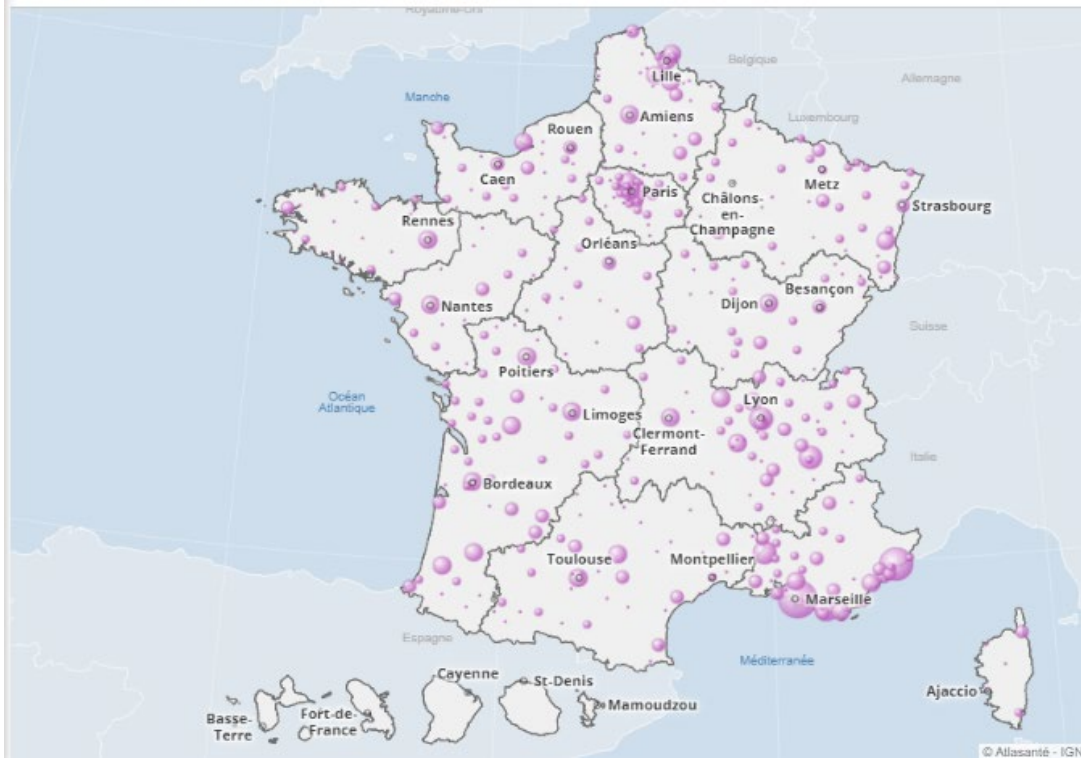 Royaume-Uni
Belgique
Lille
Allemagne
Manche
Luxembourg
Amiens
Rouen
Caen
Paris
Metz
Châlons-
en-
Champagne
Strasbourg
Rennes
Orléans
Besançon
Dijon
Nantes
Suisse
Poitiers
Océan
Atlantique
Limoges
Lyon
Clermont-
Ferrand
Italie
Bordeaux
Toulouse
Montpellier
Marseille
Espagne
Méditerranée
Cayenne
St-Denis
Mamoudzou
Ajaccio
Basse-
Terre
Fort-de-
France
© Atlasanté - IGN